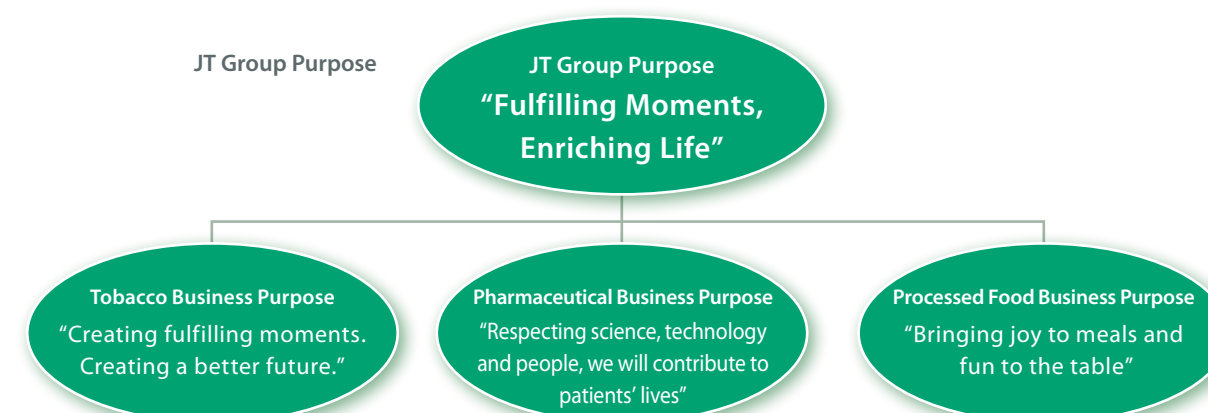 JT Group Purpose
JT Group Purpose
“Fulfilling Moments,
Enriching Life”
Tobacco Business Purpose
“Creating fulfilling moments.
Creating a better future.”
Pharmaceutical Business Purpose
“Respecting science, technology
and people, we will contribute to
patients’ lives”
Processed Food Business Purpose
“Bringing joy to meals and
fun to the table”